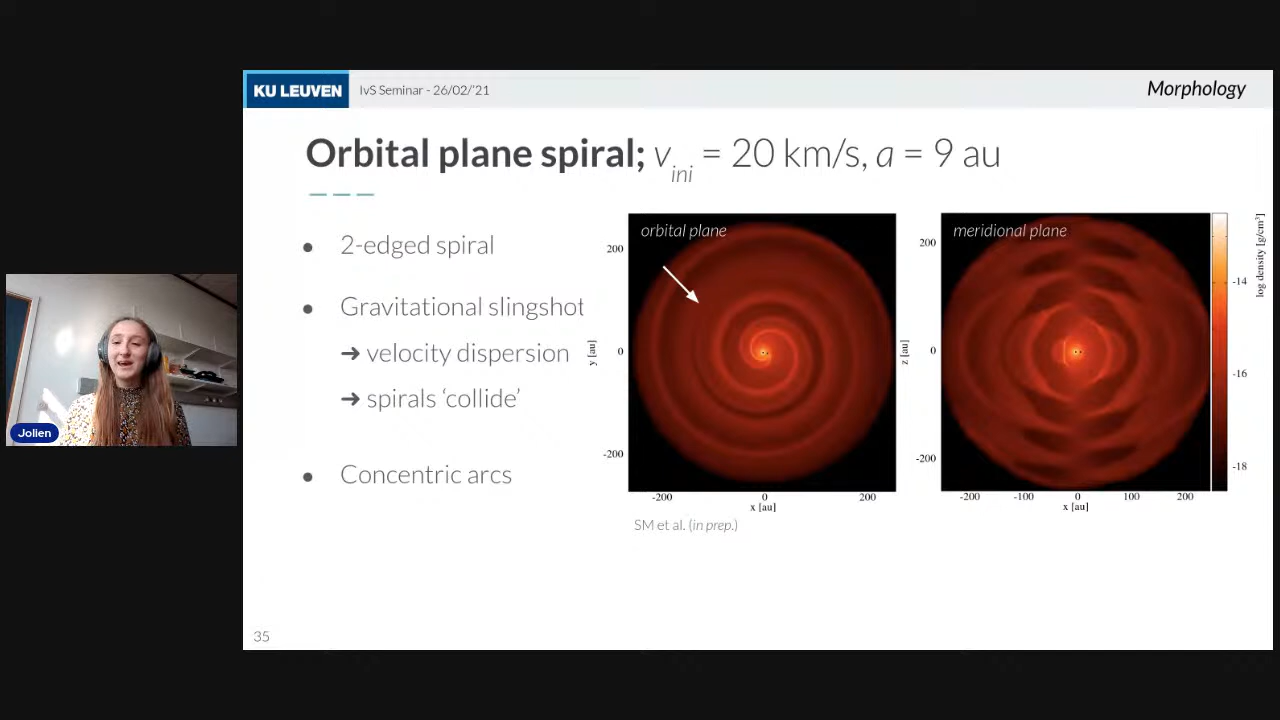 KU LEUVEN
IvS Seminar - 26/02/'21
Morphology
Orbital plane spiral; v_ini = 20 km/s, a = 9 au
2-edged spiral
Gravitational slingshot
➜ velocity dispersion
➜ spirals ‘collide’
Concentric arcs
orbital plane
200
0
-200
y [au]
-200 0 200
x [au]
meridional plane
200
0
-200
z [au]
-200 -100 0 100 200
x [au]
-14
-16
-18
log density [g/cm³]
SM et al. (in prep.)
35
Jolien